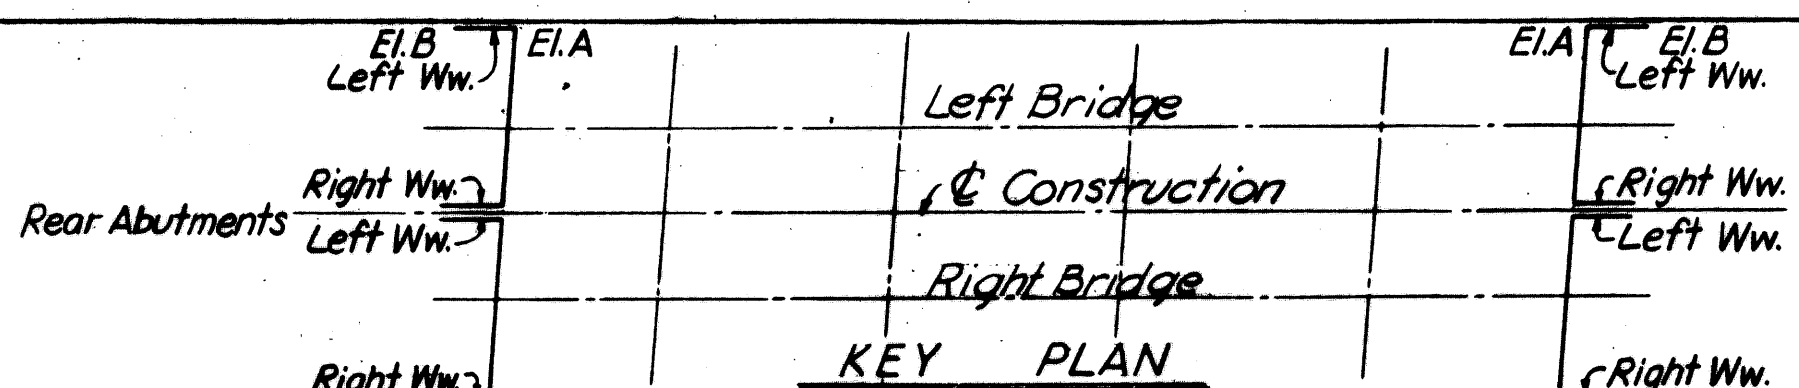 El. B El. A El. A El. B
Left Ww. Left Ww.
Left Bridge
Right Ww. ℄ Construction Right Ww.
Rear Abutments
Left Ww. Left Ww.
Right Bridge
KEY PLAN
Right Ww. Right Ww.